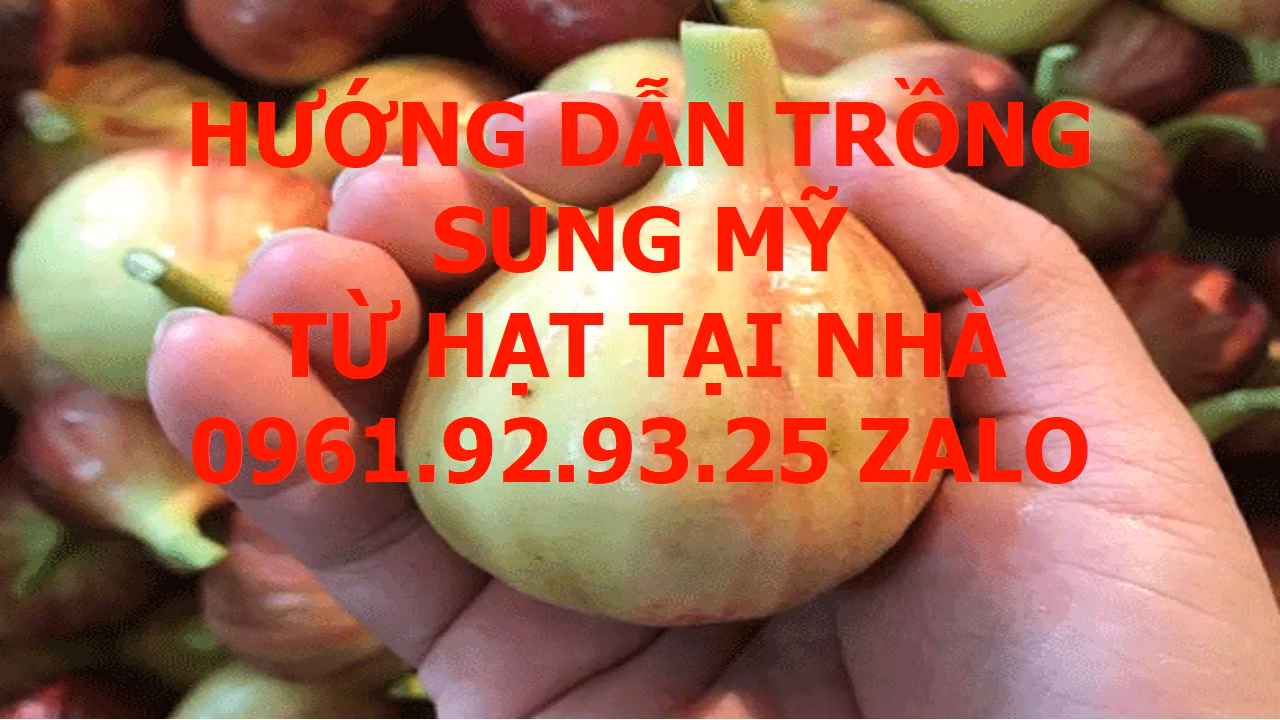 HƯỚNG DẪN TRỒNG
SUNG MỸ
TỪ HẠT TẠI NHÀ
0961.92.93.25 ZALO